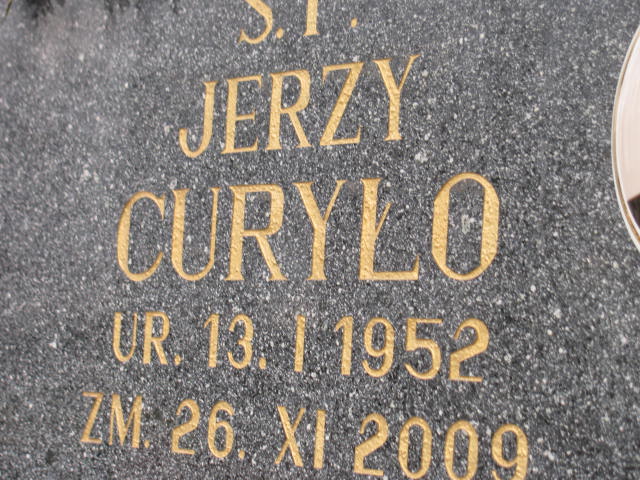 S.P.
JERZY
CURYŁO
UR. 13. I 1952
ZM. 26. XI 2009